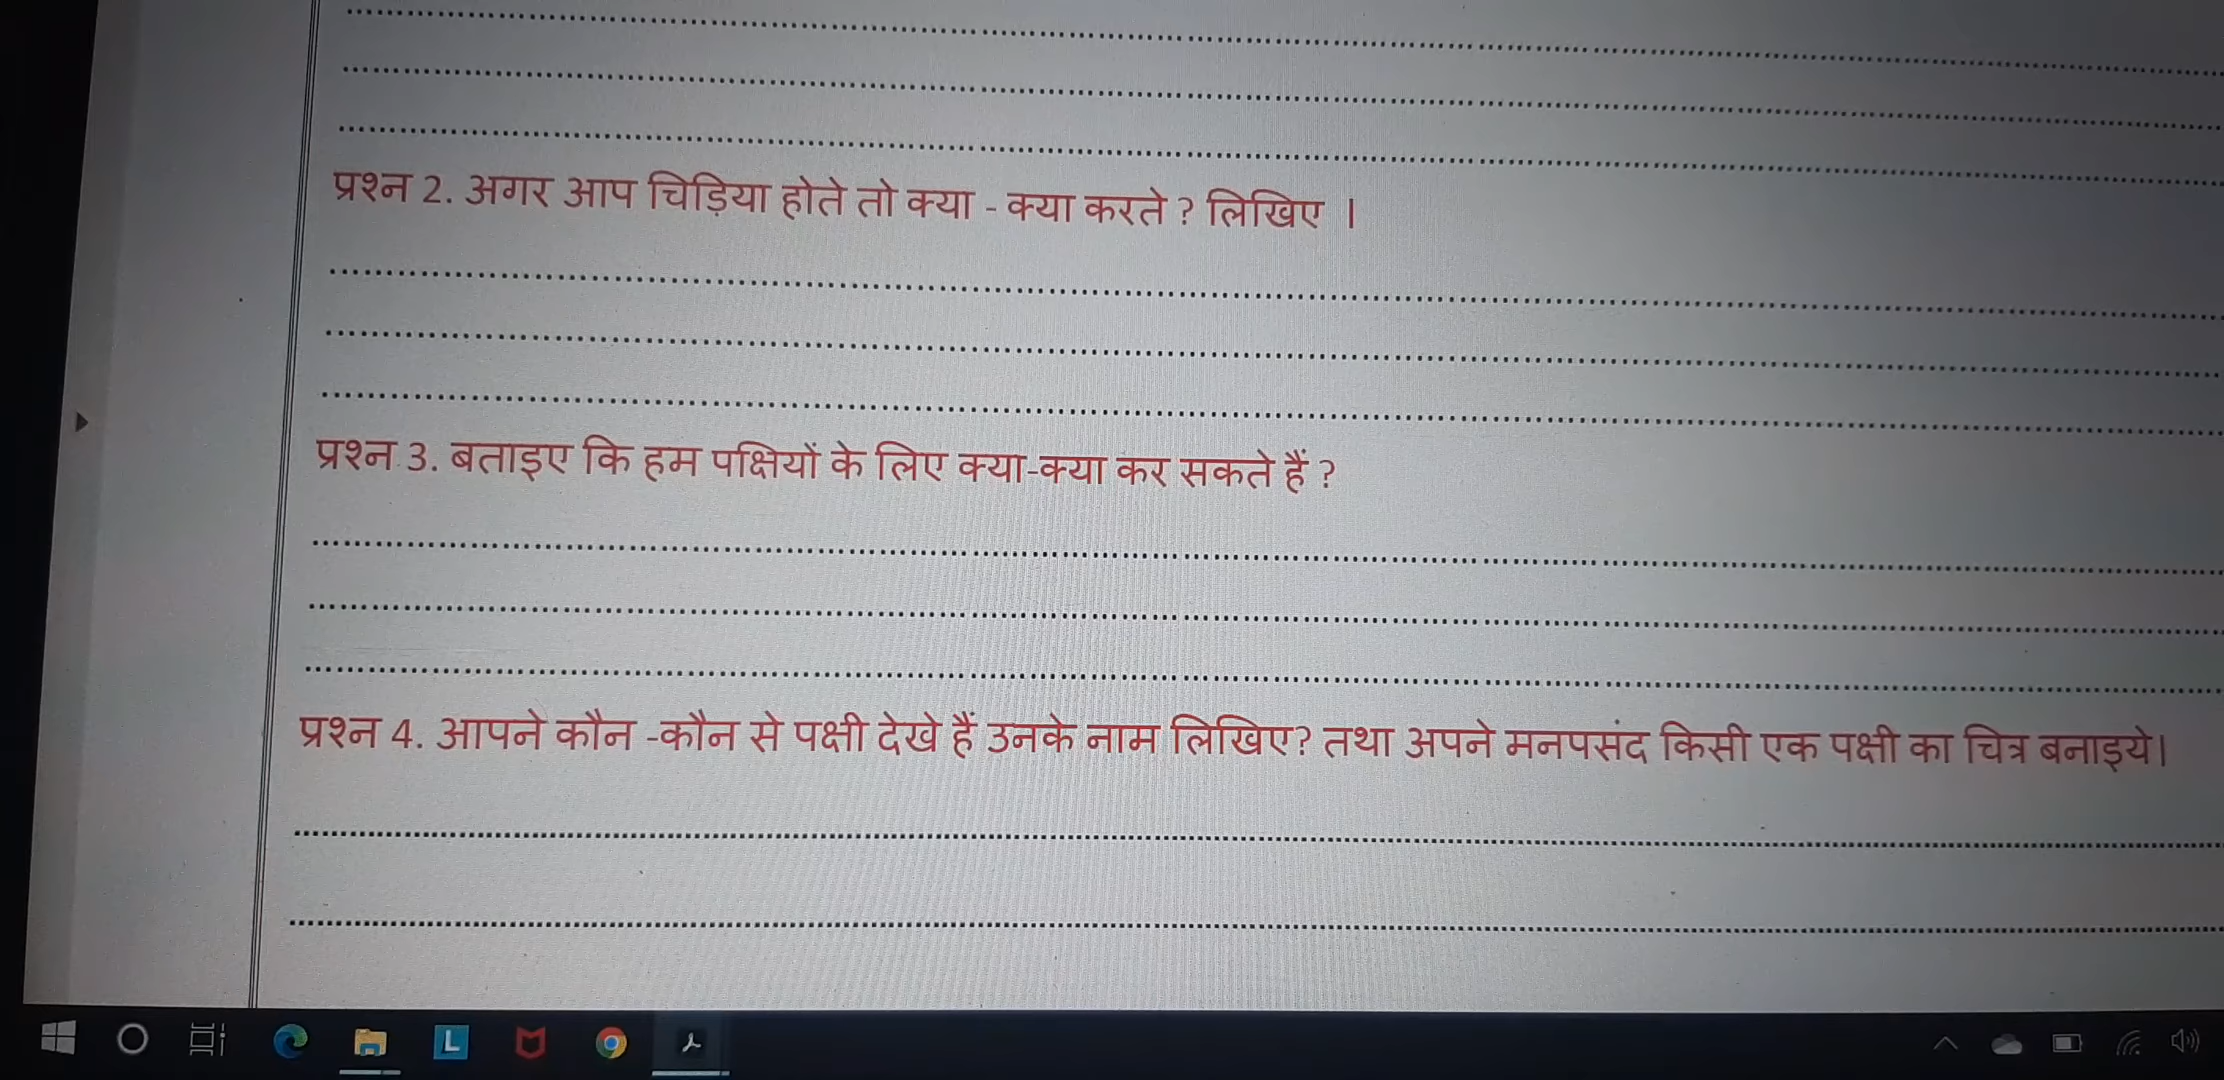 प्रश्न 2. अगर आप चिड़िया होते तो क्या - क्या करते ? लिखिए ।
प्रश्न 3. बताइए कि हम पक्षियों के लिए क्या-क्या कर सकते हैं ?
प्रश्न 4. आपने कौन -कौन से पक्षी देखे हैं उनके नाम लिखिए? तथा अपने मनपसंद किसी एक पक्षी का चित्र बनाइये।
L